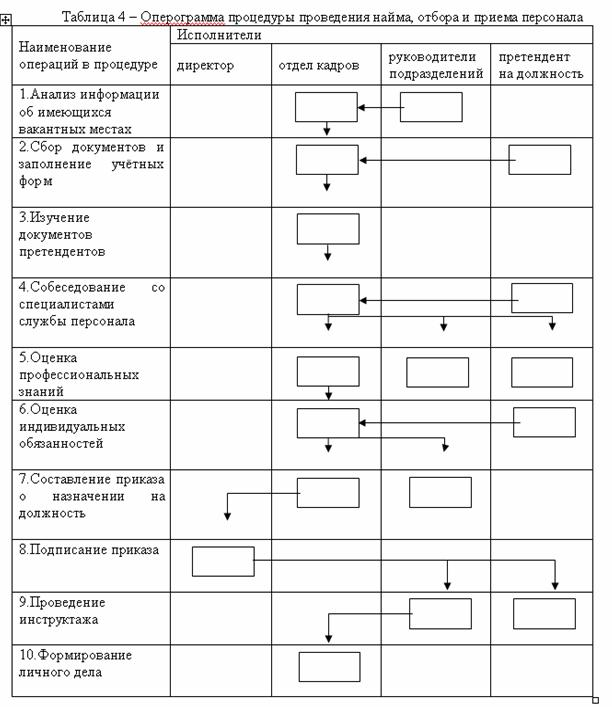 Таблица 4 – Оперограмма процедуры проведения найма, отбора и приема персонала
Наименование
операций в процедуре
Исполнители
директор
отдел кадров
руководители
подразделений
претендент
на должность
1.Анализ информации
об имеющихся
вакантных местах
2.Сбор документов и
заполнение учётных
форм
3.Изучение
документов
претендентов
4.Собеседование со
специалистами
службы персонала
5.Оценка
профессиональных
знаний
6.Оценка
индивидуальных
обязанностей
7.Составление приказа
о назначении на
должность
8.Подписание приказа
9.Проведение
инструктажа
10.Формирование
личного дела